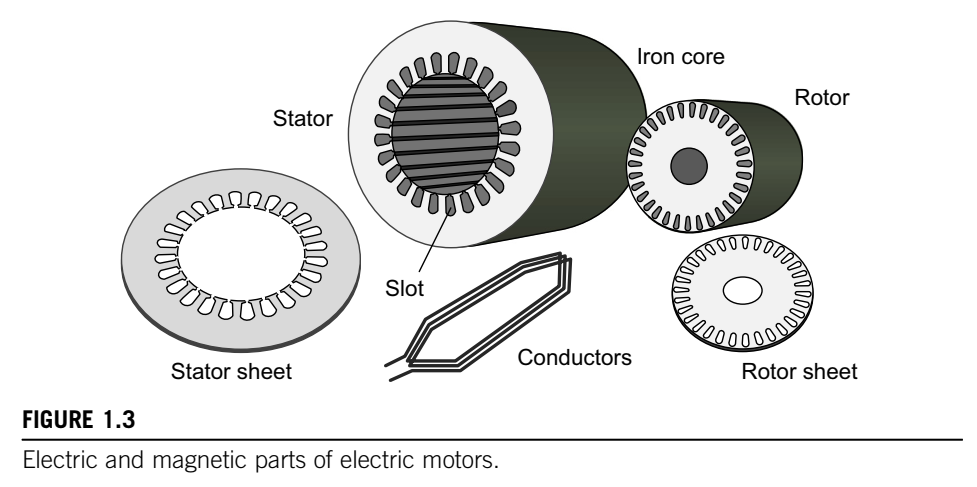 Iron core
Rotor
Stator
Slot
Conductors
Stator sheet
Rotor sheet
FIGURE 1.3
Electric and magnetic parts of electric motors.